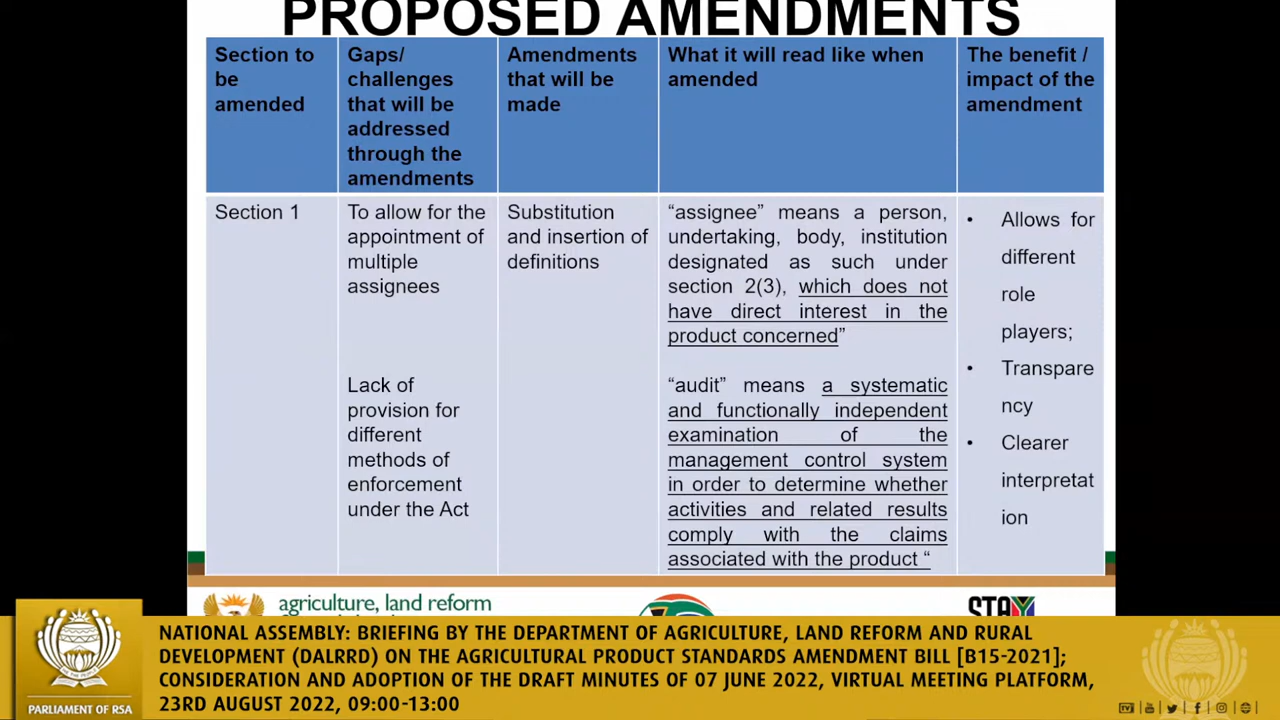 PROPOSED AMENDMENTS
Section to
be
amended
Gaps/
challenges
that will be
addressed
through the
amendments
Amendments
that will be
made
What it will read like when
amended
The benefit /
impact of the
amendment
Section 1
To allow for the
appointment of
multiple
assignees
Lack of
provision for
different
methods of
enforcement
under the Act
Substitution
and insertion of
definitions
“assignee” means a person,
undertaking, body, institution
designated as such under
section 2(3), which does not
have direct interest in the
product concerned”
“audit” means a systematic
and functionally independent
examination of the
management control system
in order to determine whether
activities and related results
comply with the claims
associated with the product “
• Allows for
different
role
players;
• Transpare
ncy
• Clearer
interpretat
ion
agriculture, land reform
STAY
NATIONAL ASSEMBLY: BRIEFING BY THE DEPARTMENT OF AGRICULTURE, LAND REFORM AND RURAL
DEVELOPMENT (DALRRD) ON THE AGRICULTURAL PRODUCT STANDARDS AMENDMENT BILL [B15-2021];
CONSIDERATION AND ADOPTION OF THE DRAFT MINUTES OF 07 JUNE 2022, VIRTUAL MEETING PLATFORM,
23RD AUGUST 2022, 09:00-13:00
PARLIAMENT OF RSA